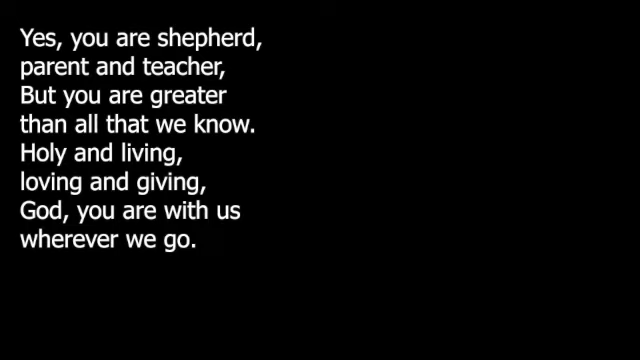 Yes, you are shepherd,
parent and teacher,
But you are greater
than all that we know.
Holy and living,
loving and giving,
God, you are with us
wherever we go.